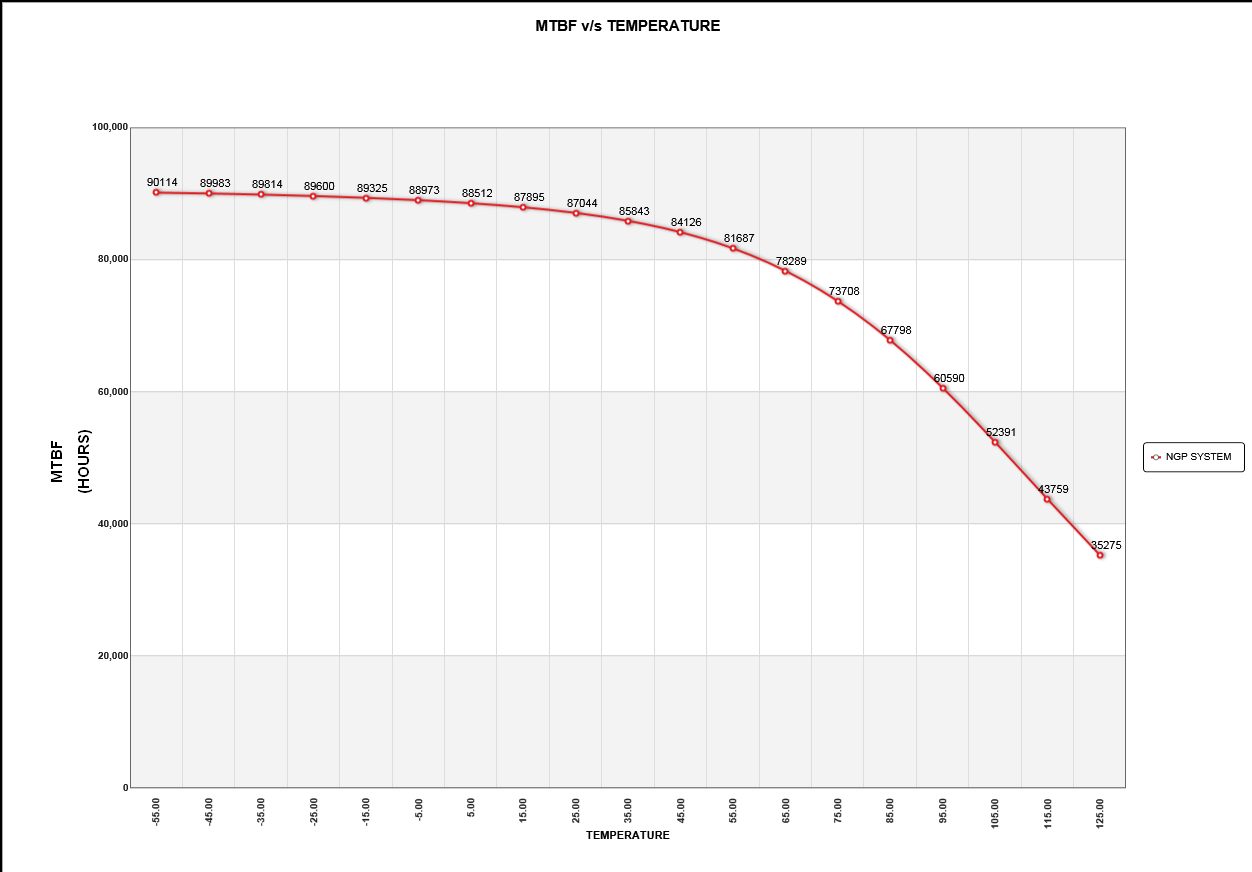 MTBF v/s TEMPERATURE
100,000
90114 89983 89814 89600 89325 88973 88512 87895 87044 85843 84126 81687 78289 73708 67798 60590 52391 43759 35275
80,000
60,000
40,000
20,000
0
MTBF
(HOURS)
NGP SYSTEM
-55.00 -45.00 -35.00 -25.00 -15.00 -5.00 5.00 15.00 25.00 35.00 45.00 55.00 65.00 75.00 85.00 95.00 105.00 115.00 125.00
TEMPERATURE